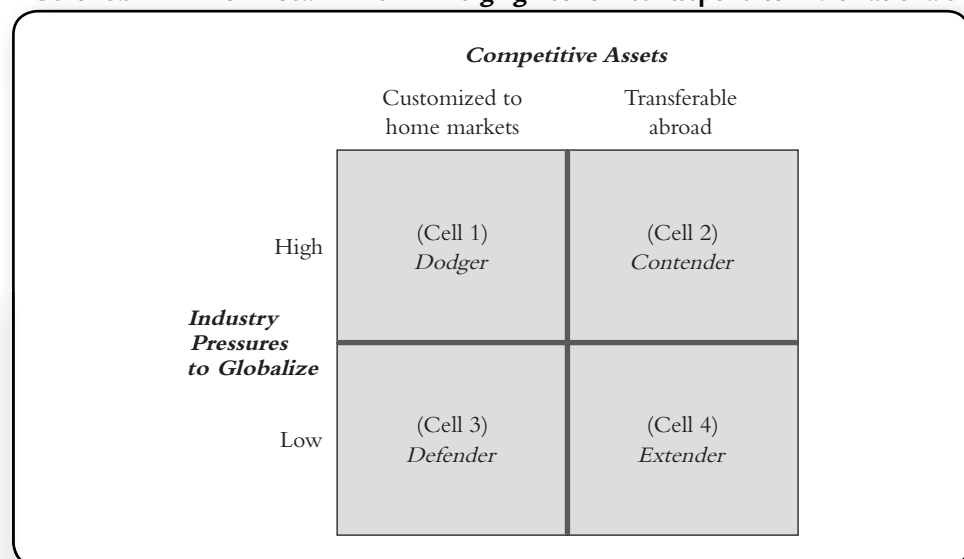 Competitive Assets
Customized to
home markets
Transferable
abroad
High
(Cell 1)
Dodger
(Cell 2)
Contender
Industry
Pressures
to Globalize
Low
(Cell 3)
Defender
(Cell 4)
Extender